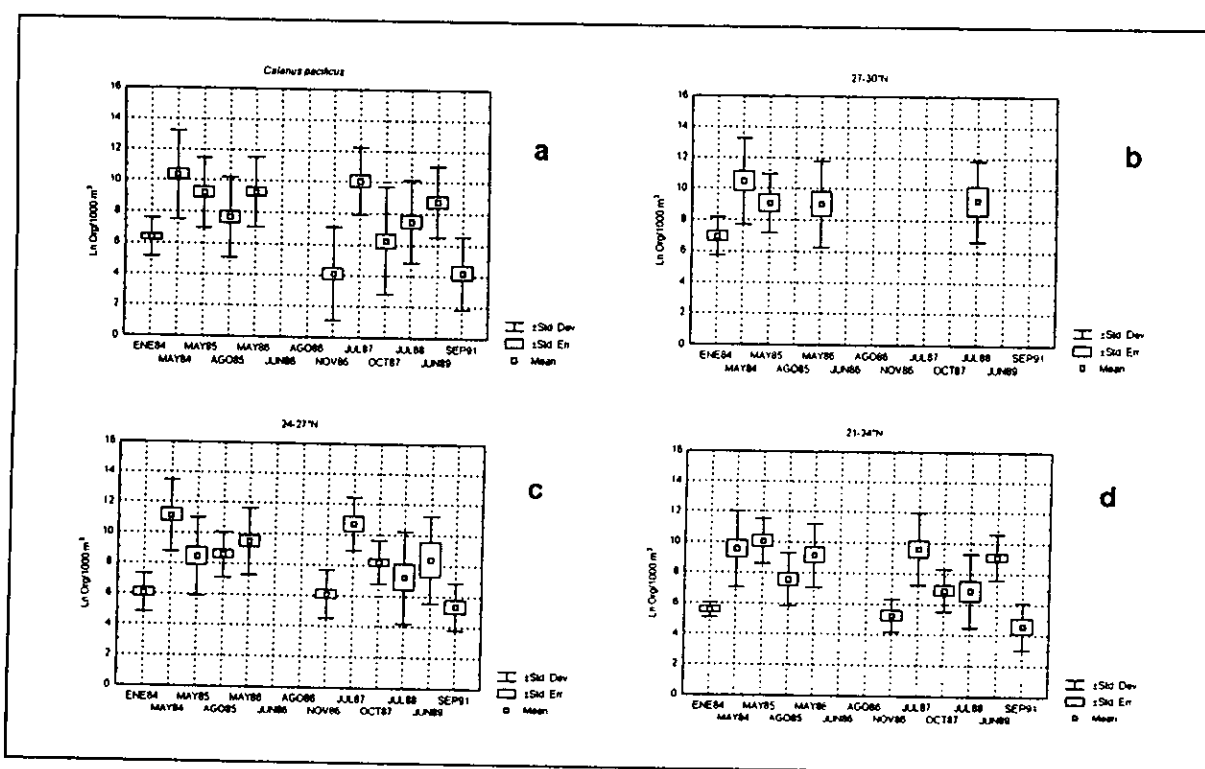 Calanus pacificus
16
14
12
10
8
6
4
2
0
Ln Org/1000 m³
ENE84 MAY95 MAY86 AGO86 JUL87 JUL88 SEP91
MAY84 AGO85 JUN86 NOV86 OCT87 JUN89
±Std Dev
±Std Err
Mean
a
27-30°N
16
14
12
10
8
6
4
2
0
Ln Org/1000 m³
ENE84 MAY85 MAY86 AGO86 JUL87 JUL88 SEP91
MAY84 AGO85 JUN86 NOV86 OCT87 JUN89
±Std Dev
±Std Err
Mean
b
24-27°N
16
14
12
10
8
6
4
2
0
Ln Org/1000 m³
ENE84 MAY85 MAY86 AGO86 JUL87 JUL88 SEP91
MAY84 AGO85 JUN86 NOV86 OCT87 JUN89
±Std Dev
±Std Err
Mean
c
21-24°N
16
14
12
10
8
6
4
2
0
Ln Org/1000 m³
ENE84 MAY85 MAY86 AGO86 JUL87 JUL88 SEP91
MAY84 AGO85 JUN86 NOV86 OCT87 JUN89
±Std Dev
±Std Err
Mean
d